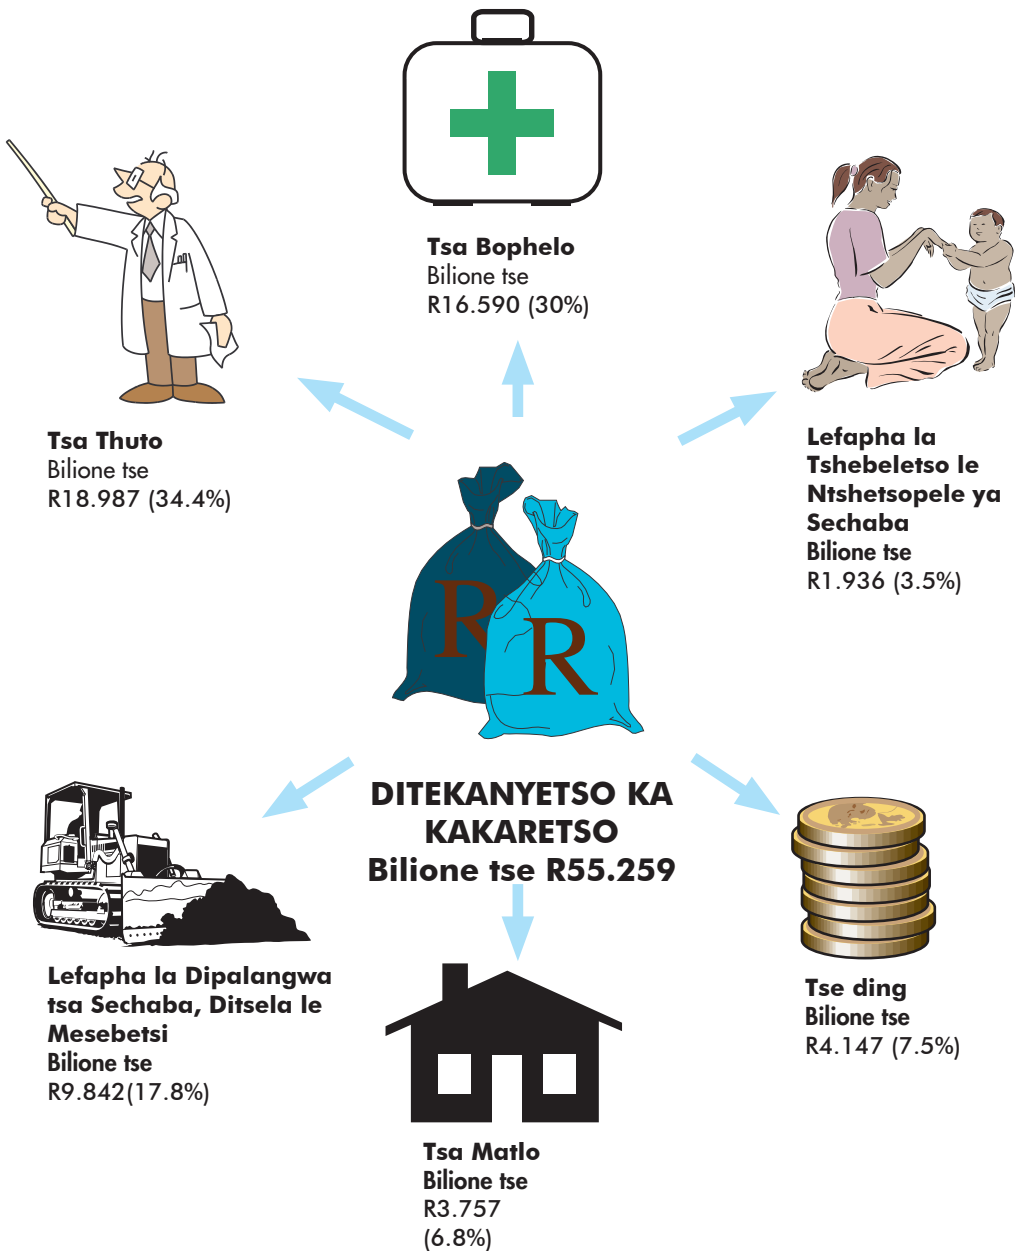 Tsa Bophelo
Bilione tse
R16.590 (30%)
Tsa Thuto
Bilione tse
R18.987 (34.4%)
Lefapha la
Tshebeletso le
Ntshetsopele ya
Sechaba
Bilione tse
R1.936 (3.5%)
R
R
DITEKANYETSO KA
KAKARETSO
Bilione tse R55.259
Lefapha la Dipalangwa
tsa Sechaba, Ditsela le
Mesebetsi
Bilione tse
R9.842(17.8%)
Tse ding
Bilione tse
R4.147 (7.5%)
Tsa Matlo
Bilione tse
R3.757
(6.8%)